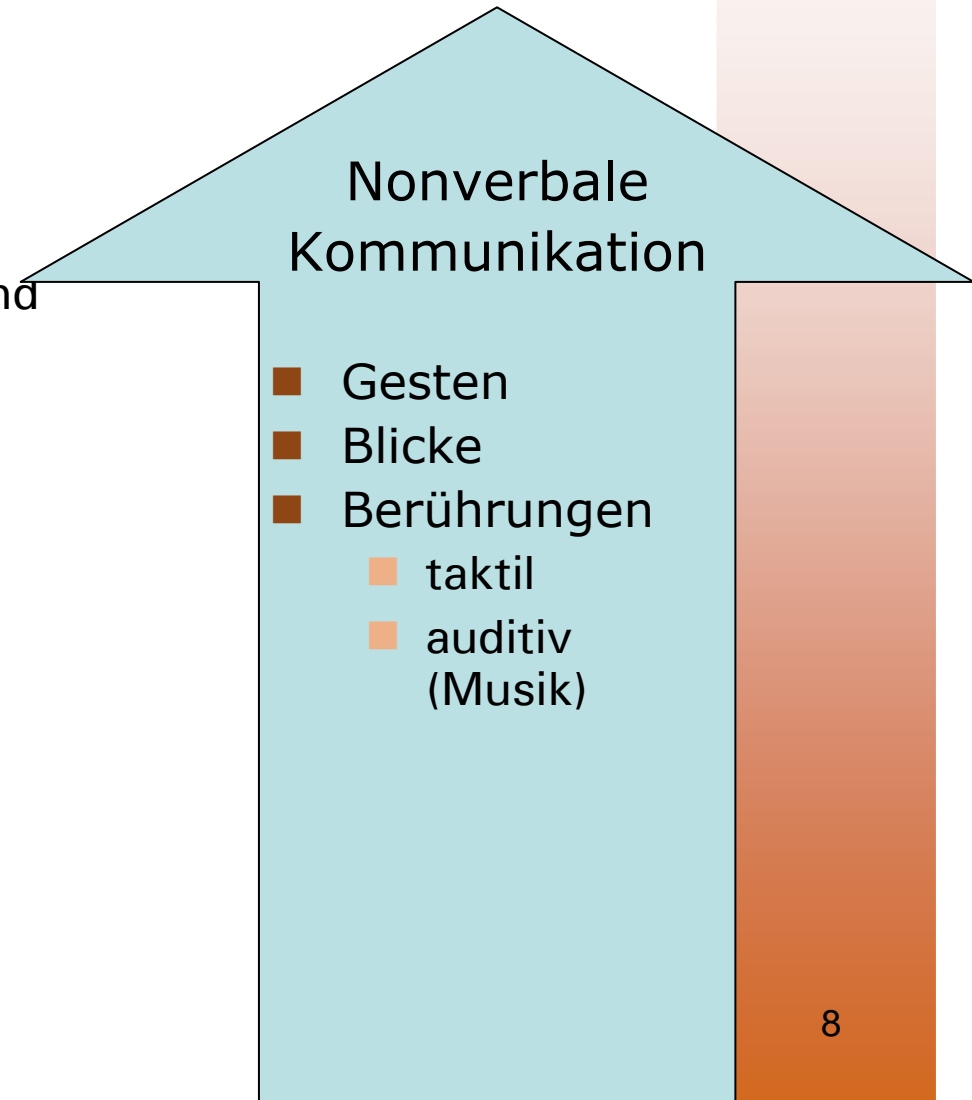 Nonverbale
Kommunikation
Gesten
Blicke
Berührungen
taktil
auditiv
(Musik)
8